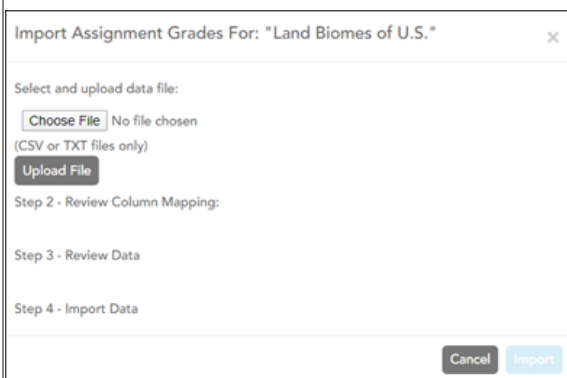 Import Assignment Grades For: "Land Biomes of U.S."
×
Select and upload data file:
Choose File No file chosen
(CSV or TXT files only)
Upload File
Step 2 - Review Column Mapping:
Step 3 - Review Data
Step 4 - Import Data
Cancel Import